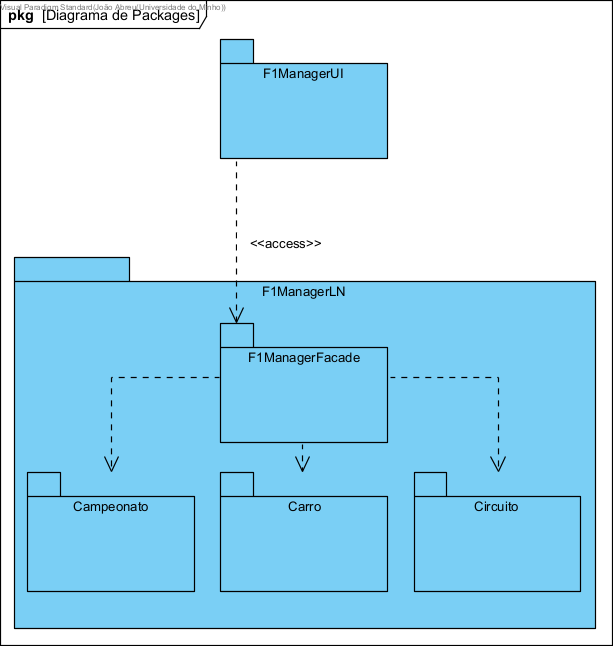 Visual Paradigm Standard(João Abreu(Universidade do Minho))
pkg [Diagrama de Packages]
F1ManagerUI
<<access>>
F1ManagerLN
F1ManagerFacade
Campeonato
Carro
Circuito